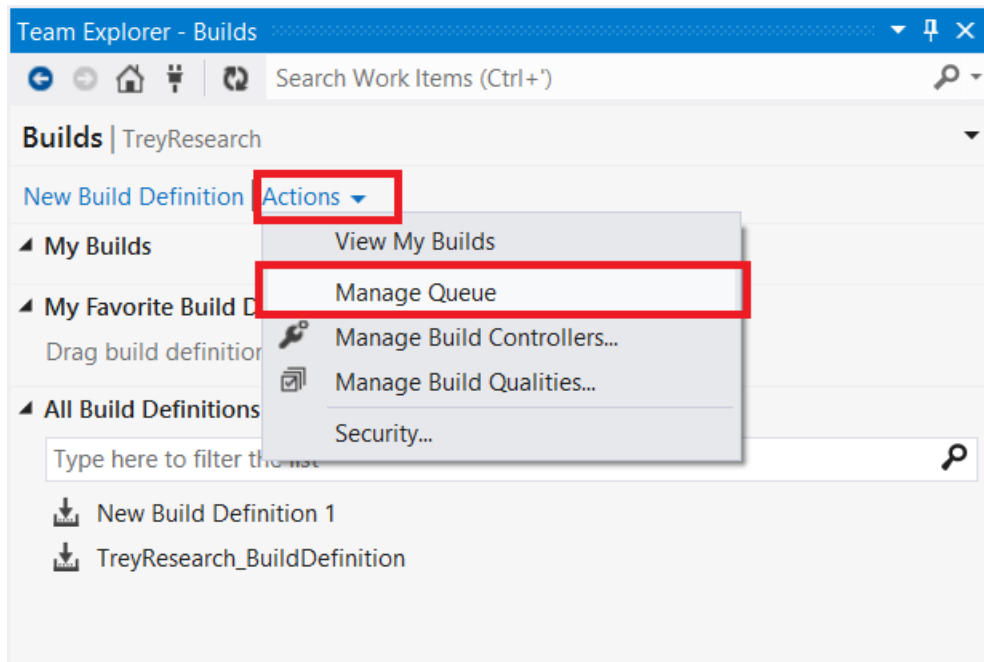 Team Explorer - Builds
Search Work Items (Ctrl+')
Builds | TreyResearch
New Build Definition | Actions
My Builds
View My Builds
Manage Queue
My Favorite Build D
Manage Build Controllers...
Drag build definition
Manage Build Qualities...
All Build Definitions
Security...
Type here to filter the list
New Build Definition 1
TreyResearch_BuildDefinition